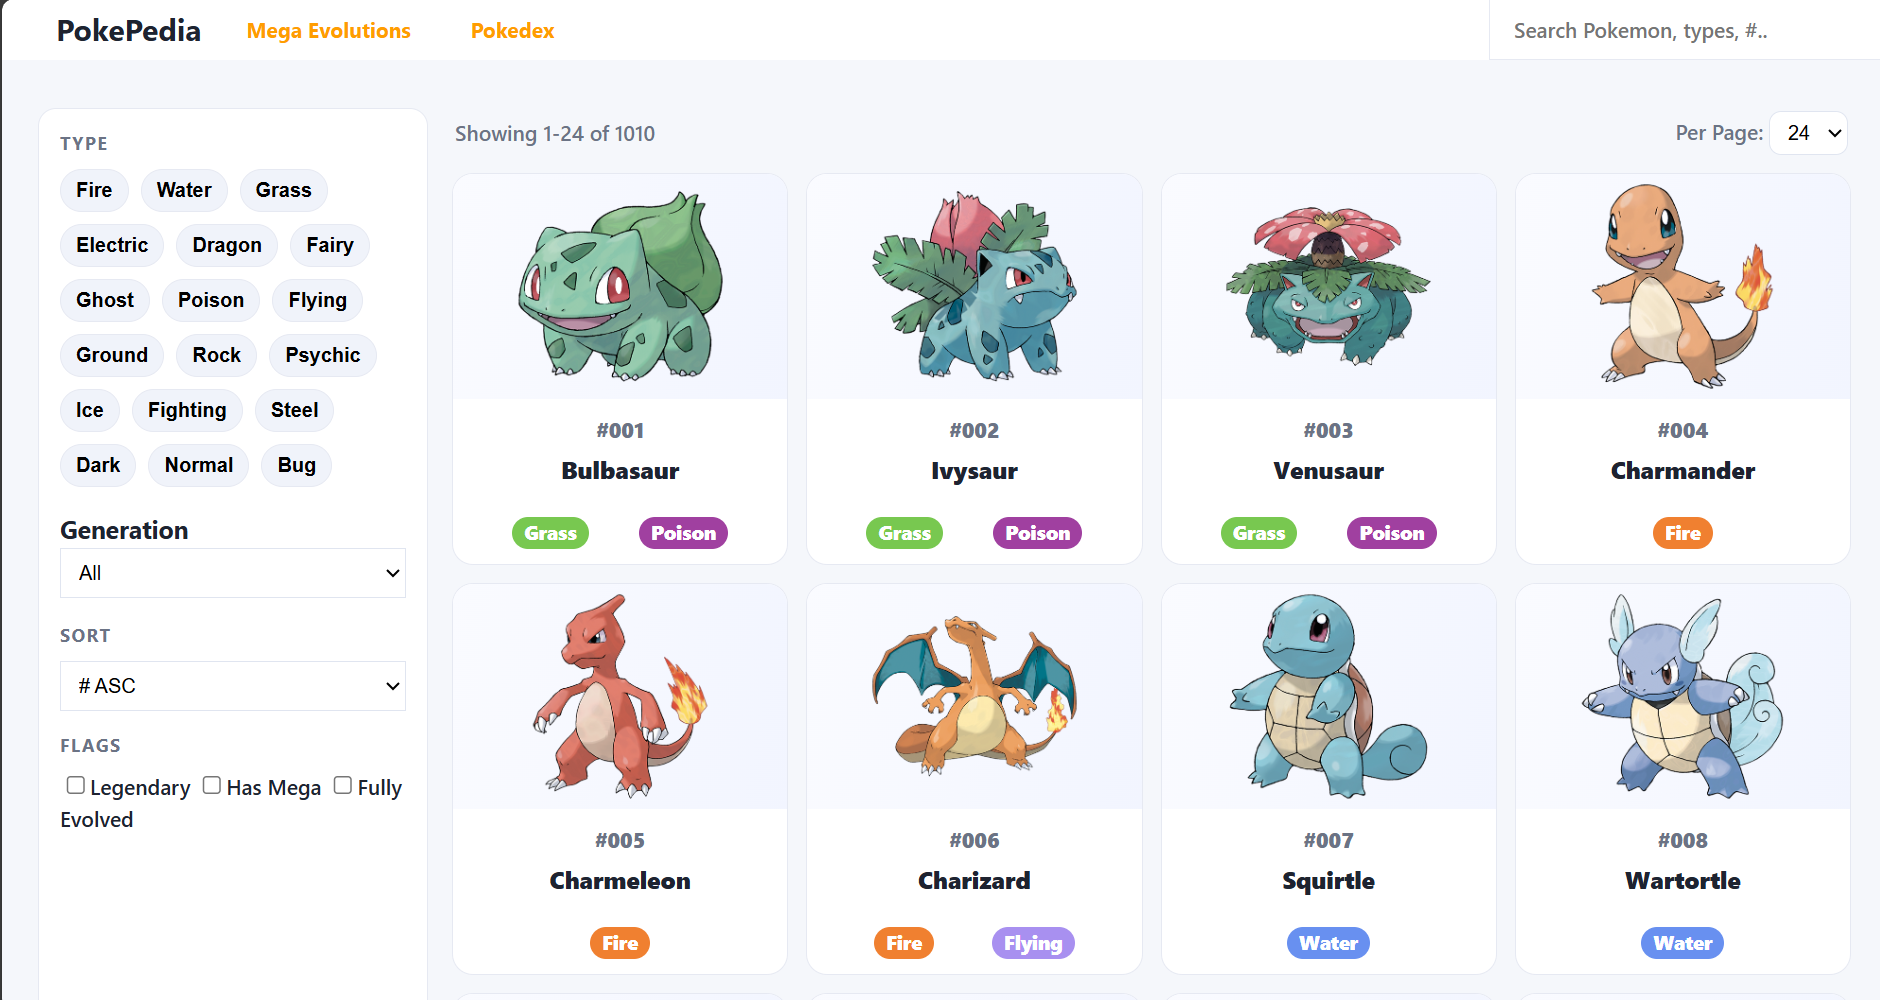 PokePedia Mega Evolutions Pokedex Search Pokemon, types, #..
TYPE
Fire Water Grass
Electric Dragon Fairy
Ghost Poison Flying
Ground Rock Psychic
Ice Fighting Steel
Dark Normal Bug
Generation
All
SORT
# ASC
FLAGS
Legendary Has Mega Fully
Evolved
Showing 1-24 of 1010 Per Page: 24
#001 #002 #003 #004
Bulbasaur Ivysaur Venusaur Charmander
Grass Poison Grass Poison Grass Poison Fire
#005 #006 #007 #008
Charmeleon Charizard Squirtle Wartortle
Fire Fire Flying Water Water